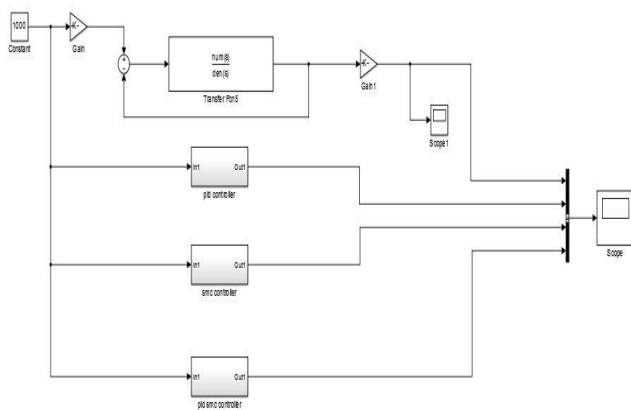 1000
Constant
-K-
Gain
+
−
num(s)
den(s)
Transfer Fcn5
-K-
Gain1
Scope1
In1
Out1
pid controller
In1
Out1
smc controller
In1
Out1
pid smc controller
Scope